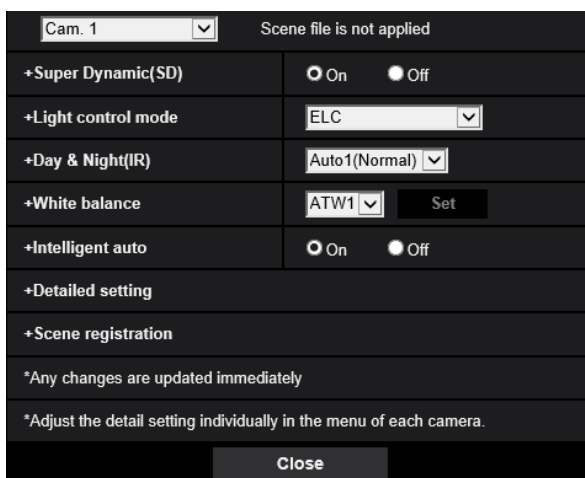 Cam. 1 Scene file is not applied
+Super Dynamic(SD) On Off
+Light control mode ELC
+Day & Night(IR) Auto1(Normal)
+White balance ATW1 Set
+Intelligent auto On Off
+Detailed setting
+Scene registration
*Any changes are updated immediately
*Adjust the detail setting individually in the menu of each camera.
Close